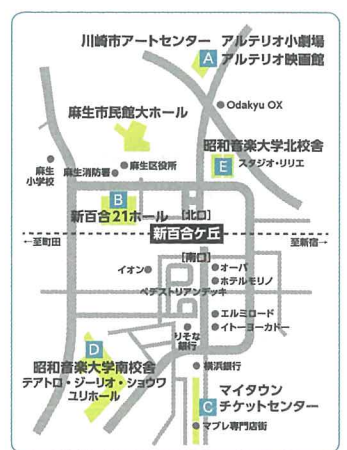 川崎市アートセンター アルテリオ小劇場
A アルテリオ映画館
Odakyu OX
麻生市民館大ホール
昭和音楽大学北校舎
E スタジオ・リリエ
麻生区役所
麻生
小学校
麻生消防署
B
新百合21ホール
[北口]
←至町田
新百合ケ丘
至新宿→
[南口]
イオン
オーパ
ホテルモリノ
ペデストリアンデッキ
エルミロード
イトーヨーカドー
りそな
銀行
D
昭和音楽大学南校舎
テアトロ・ジーリオ・ショウワ
ユリホール
横浜銀行
マイタウン
C チケットセンター
マプレ専門店街